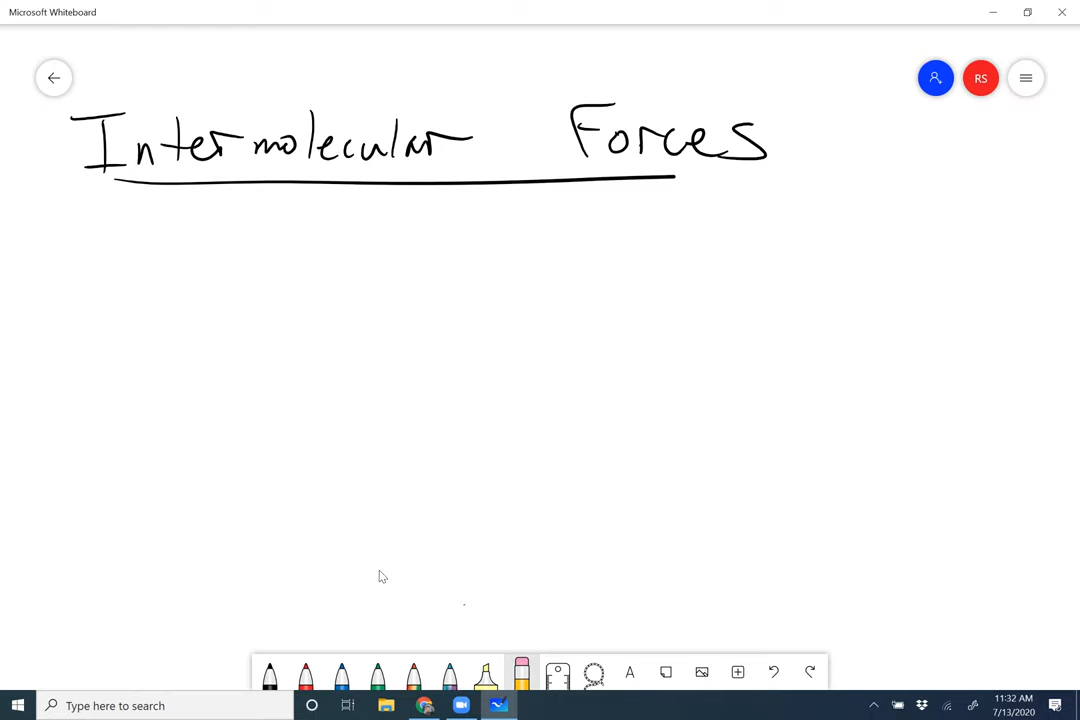 Microsoft Whiteboard
RS
Intermolecular Forces
A
Type here to search
11:32 AM
7/13/2020